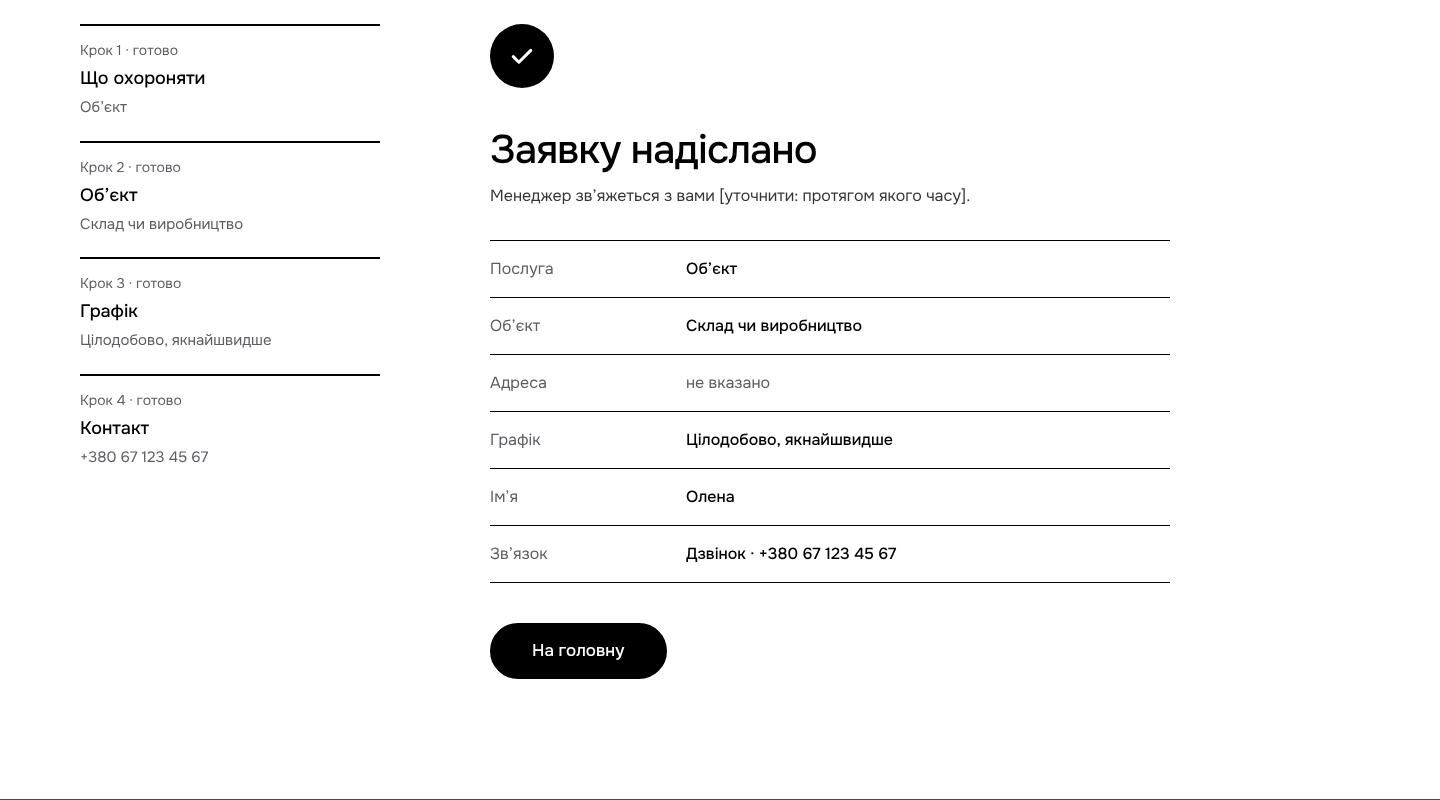 Крок 1 · готово
Що охороняти
Об’єкт
Крок 2 · готово
Об’єкт
Склад чи виробництво
Крок 3 · готово
Графік
Цілодобово, якнайшвидше
Крок 4 · готово
Контакт
+380 67 123 45 67
Заявку надіслано
Менеджер зв’яжеться з вами [уточнити: протягом якого часу].
Послуга Об’єкт
Об’єкт Склад чи виробництво
Адреса не вказано
Графік Цілодобово, якнайшвидше
Ім’я Олена
Зв’язок Дзвінок · +380 67 123 45 67
На головну